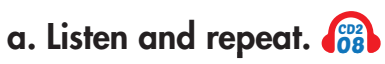 a. Listen and repeat. CD2 08